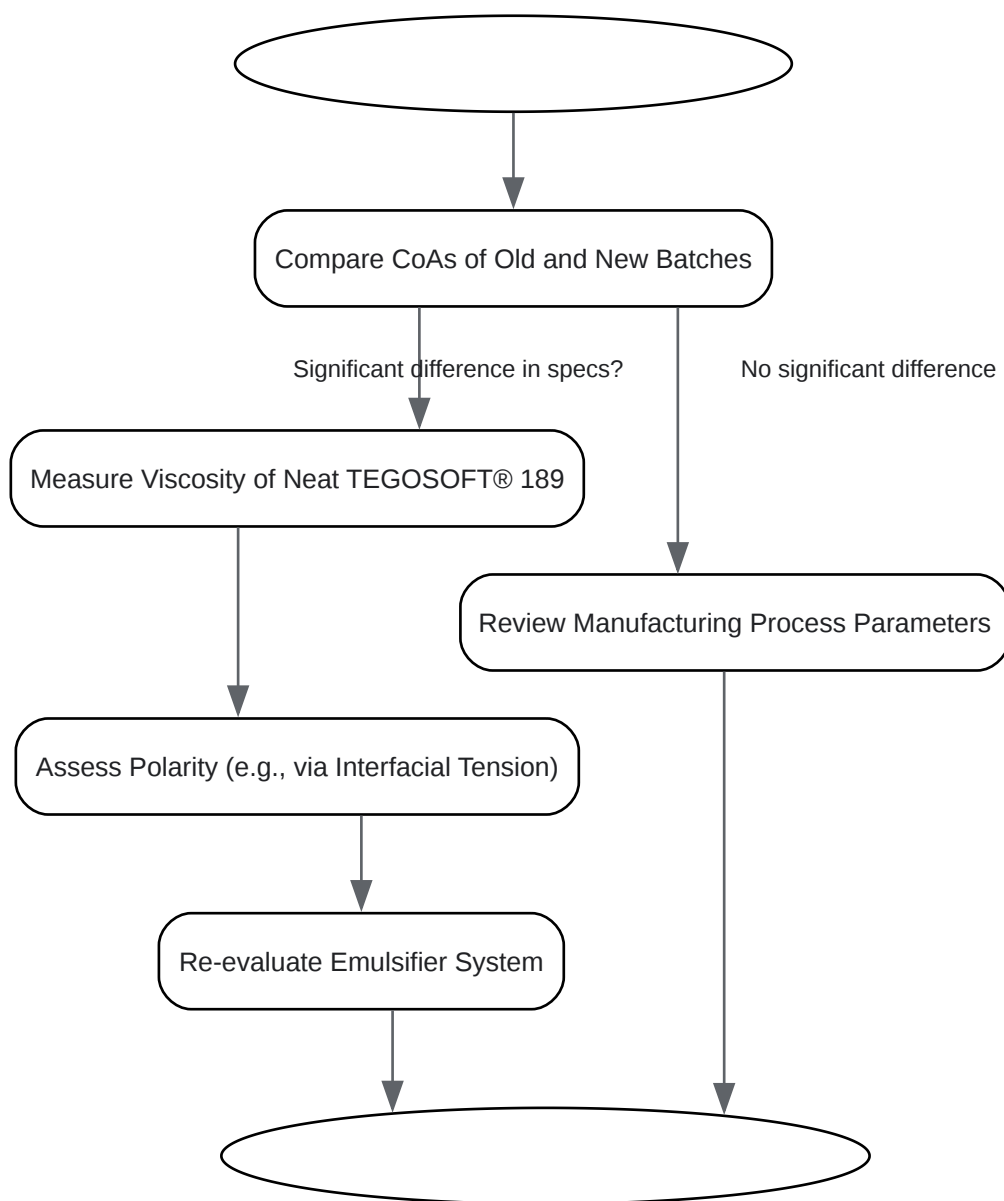 Compare CoAs of Old and New Batches
Significant difference in specs?
No significant difference
Measure Viscosity of Neat TEGOSOFT® 189
Review Manufacturing Process Parameters
Assess Polarity (e.g., via Interfacial Tension)
Re-evaluate Emulsifier System